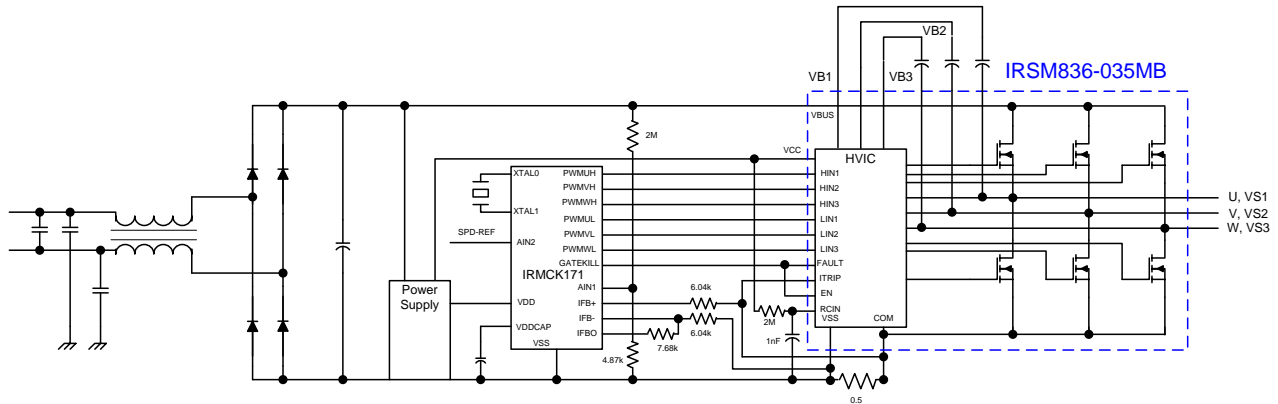 VB2
VB1
VB3
IRSM836-035MB
VBUS
2M
VCC
HVIC
XTAL0
PWMUH
HIN1
PWMVH
HIN2
PWMWH
HIN3
XTAL1
PWMUL
LIN1
SPD-REF
AIN2
PWMVL
LIN2
PWMWL
LIN3
GATEKILL
FAULT
IRMCK171
ITRIP
Power
Supply
AIN1
EN
6.04k
VDD
IFB+
RCIN
IFB-
6.04k
2M
VSS
COM
VDDCAP
IFBO
7.68k
1nF
VSS
4.87k
0.5
U, VS1
V, VS2
W, VS3